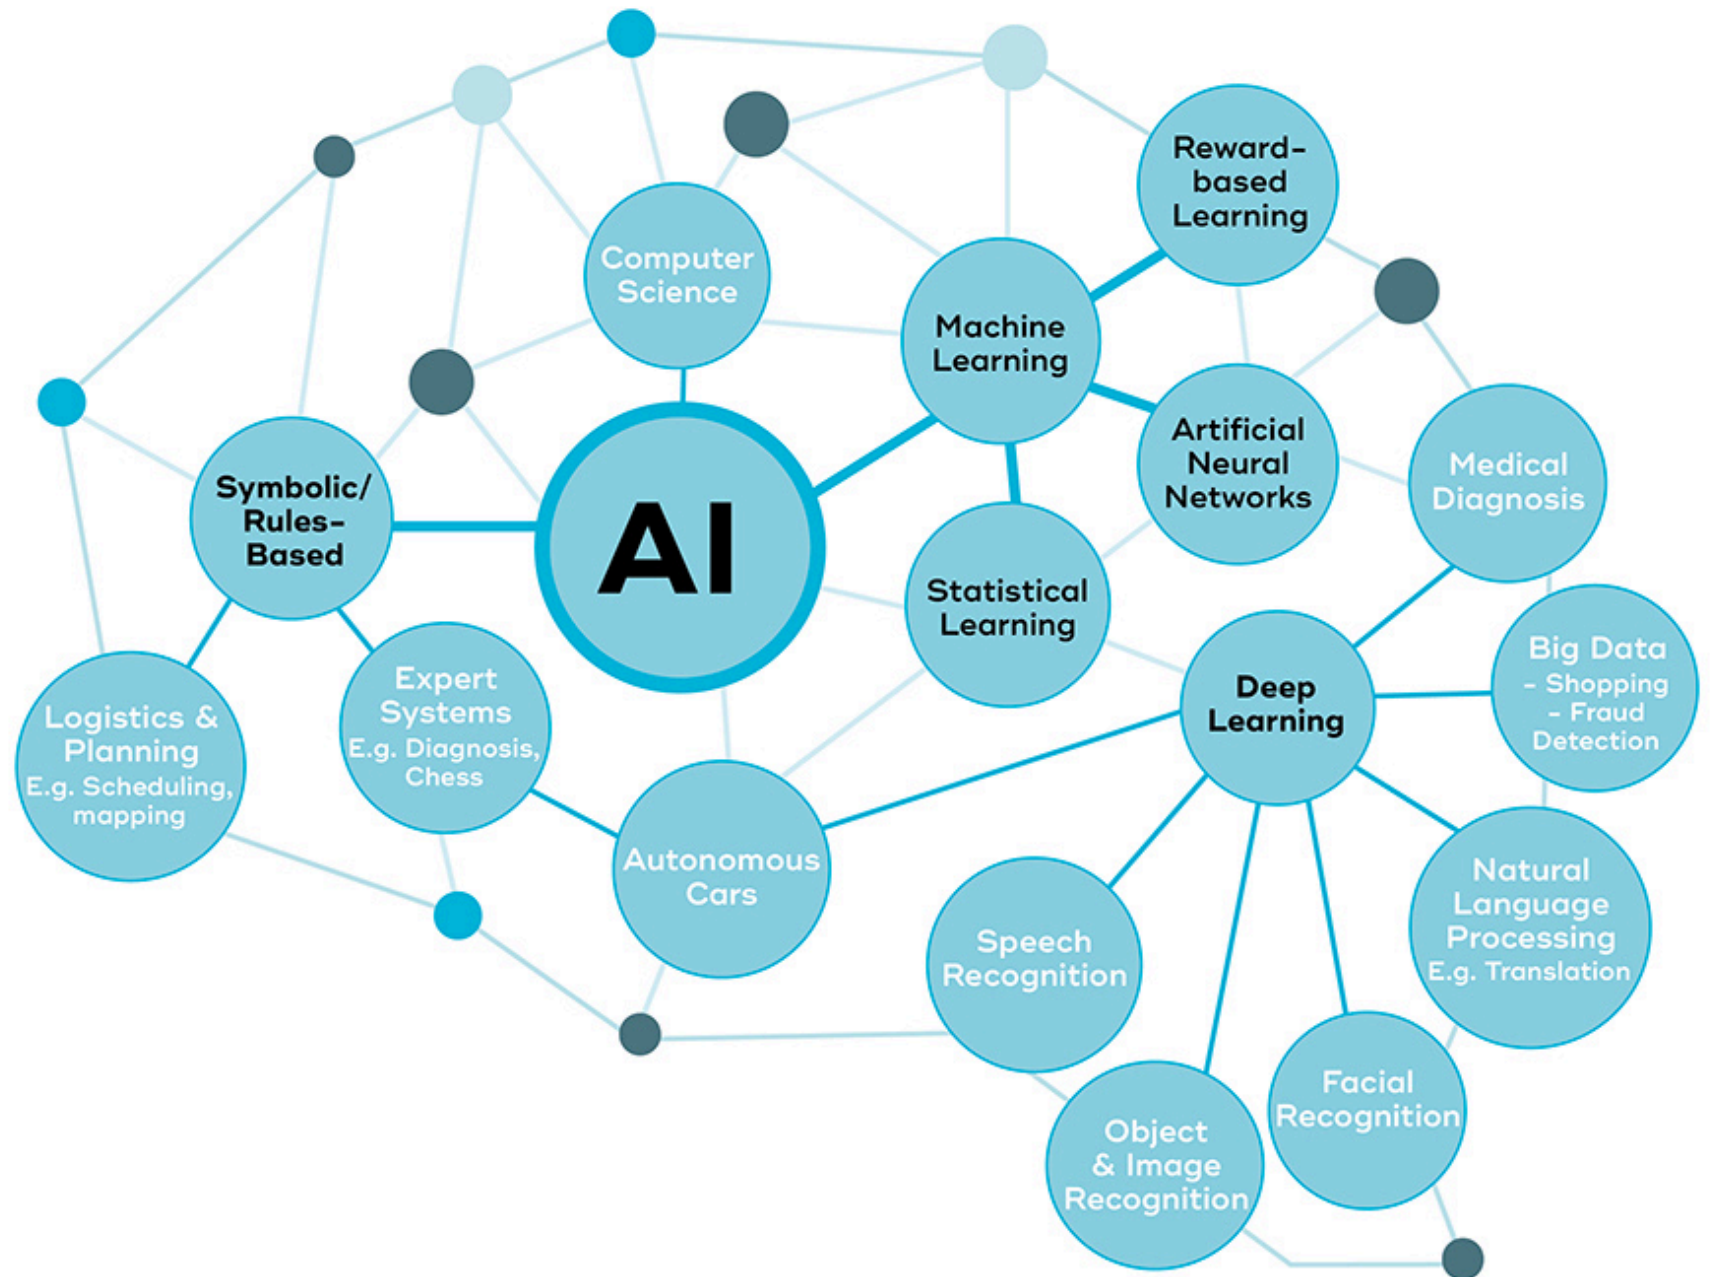 Reward-
based
Learning
Computer
Science
Machine
Learning
Artificial
Neural
Networks
Medical
Diagnosis
Symbolic/
Rules-
Based
AI
Statistical
Learning
Big Data
- Shopping
- Fraud
Detection
Deep
Learning
Expert
Systems
E.g. Diagnosis,
Chess
Logistics &
Planning
E.g. Scheduling,
mapping
Autonomous
Cars
Natural
Language
Processing
E.g. Translation
Speech
Recognition
Facial
Recognition
Object
& Image
Recognition